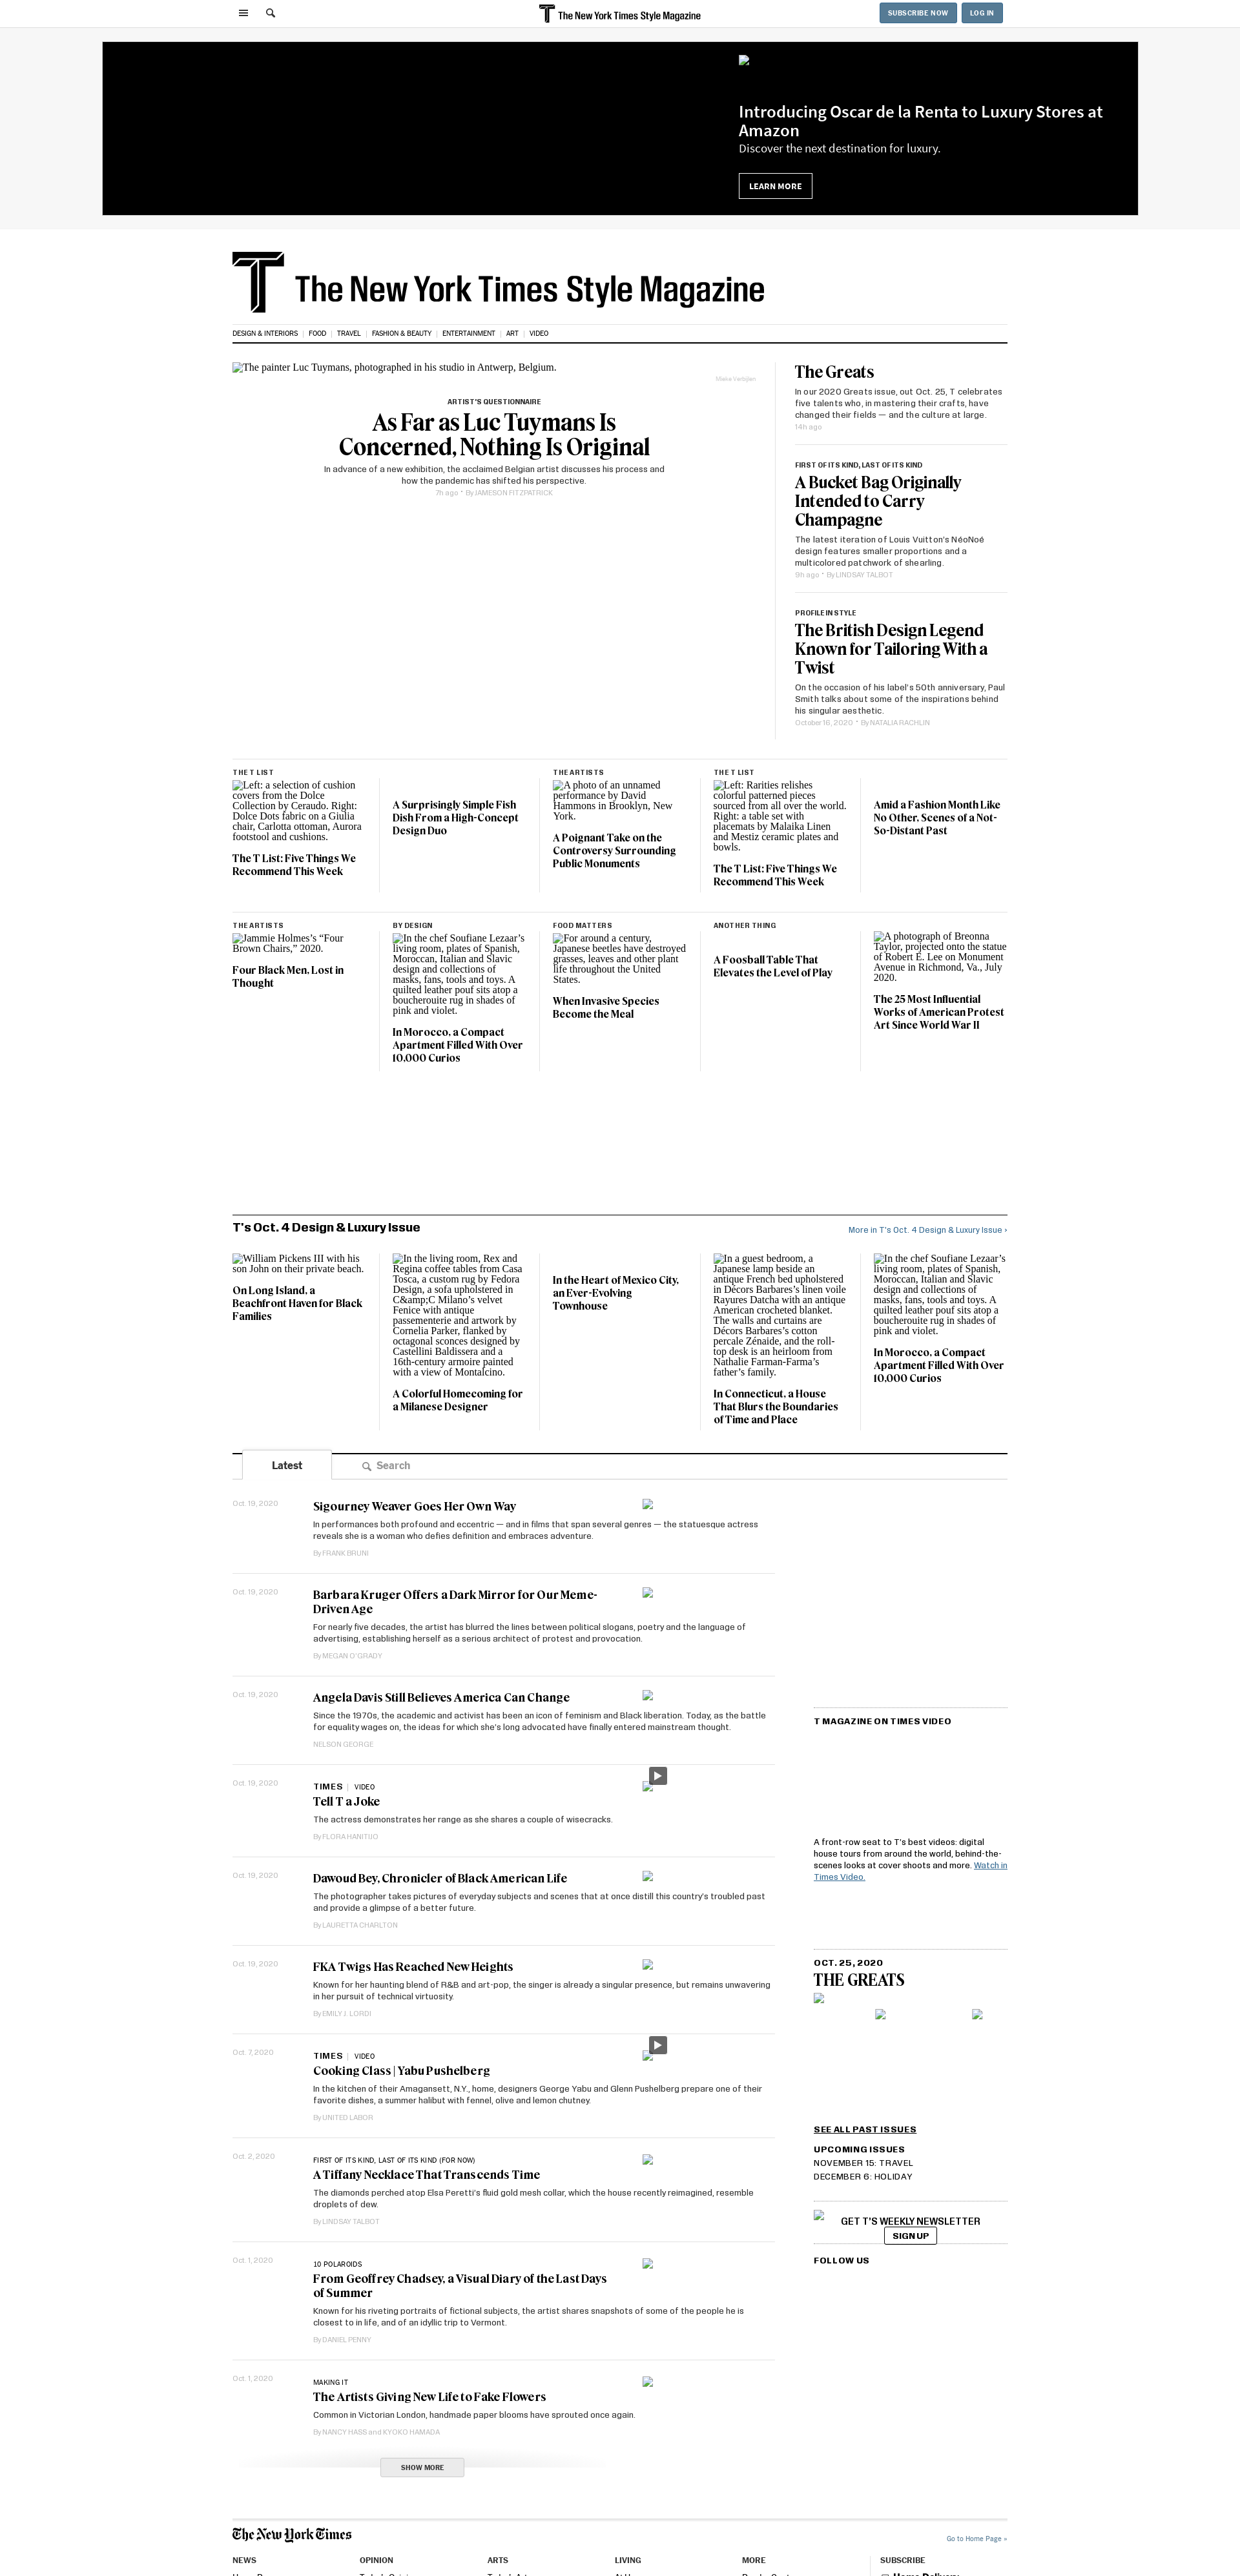 The New York Times Style Magazine
SUBSCRIBE NOW
LOG IN
Introducing Oscar de la Renta to Luxury Stores at
Amazon
Discover the next destination for luxury.
LEARN MORE
The New York Times Style Magazine
DESIGN & INTERIORS
FOOD
TRAVEL
FASHION & BEAUTY
ENTERTAINMENT
ART
VIDEO
The painter Luc Tuymans, photographed in his studio in Antwerp, Belgium.
Mieke Verbijlen
ARTIST'S QUESTIONNAIRE
As Far as Luc Tuymans Is
Concerned, Nothing Is Original
In advance of a new exhibition, the acclaimed Belgian artist discusses his process and
how the pandemic has shifted his perspective.
7h ago • By JAMESON FITZPATRICK
The Greats
In our 2020 Greats issue, out Oct. 25, T celebrates
five talents who, in mastering their crafts, have
changed their fields — and the culture at large.
14h ago
FIRST OF ITS KIND, LAST OF ITS KIND
A Bucket Bag Originally
Intended to Carry
Champagne
The latest iteration of Louis Vuitton's NéoNoé
design features smaller proportions and a
multicolored patchwork of shearling.
9h ago • By LINDSAY TALBOT
PROFILE IN STYLE
The British Design Legend
Known for Tailoring With a
Twist
On the occasion of his label's 50th anniversary, Paul
Smith talks about some of the inspirations behind
his singular aesthetic.
October 16, 2020 • By NATALIA RACHLIN
THE T LIST
Left: a selection of cushion
covers from the Dolce
Collection by Ceraudo. Right:
Dolce Dots fabric on a Giulia
chair, Carlotta ottoman, Aurora
footstool and cushions.
The T List: Five Things We
Recommend This Week
A Surprisingly Simple Fish
Dish From a High-Concept
Design Duo
THE ARTISTS
A photo of an unnamed
performance by David
Hammons in Brooklyn, New
York.
A Poignant Take on the
Controversy Surrounding
Public Monuments
THE T LIST
Left: Rarities relishes
colorful patterned pieces
sourced from all over the world.
Right: a table set with
placemats by Malaika Linen
and Mestiz ceramic plates and
bowls.
The T List: Five Things We
Recommend This Week
Amid a Fashion Month Like
No Other, Scenes of a Not-
So-Distant Past
THE ARTISTS
Jammie Holmes's “Four
Brown Chairs,” 2020.
Four Black Men, Lost in
Thought
BY DESIGN
In the chef Soufiane Lezaar’s
living room, plates of Spanish,
Moroccan, Italian and Slavic
design and collections of
masks, fans, tools and toys. A
quilted leather pouf sits atop a
boucherouite rug in shades of
pink and violet.
In Morocco, a Compact
Apartment Filled With Over
10,000 Curios
FOOD MATTERS
For around a century,
Japanese beetles have destroyed
grasses, leaves and other plant
life throughout the United
States.
When Invasive Species
Become the Meal
ANOTHER THING
A Foosball Table That
Elevates the Level of Play
A photograph of Breonna
Taylor, projected onto the statue
of Robert E. Lee on Monument
Avenue in Richmond, Va., July
2020.
The 25 Most Influential
Works of American Protest
Art Since World War II
T's Oct. 4 Design & Luxury Issue
More in T's Oct. 4 Design & Luxury Issue ›
William Pickens III with his
son John on their private beach.
On Long Island, a
Beachfront Haven for Black
Families
In the living room, Rex and
Regina coffee tables from Casa
Tosca, a custom rug by Fedora
Design, a sofa upholstered in
C&amp;C Milano’s velvet
Fenice with antique
passementerie and artwork by
Cornelia Parker, flanked by
octagonal sconces designed by
Castellini Baldissera and a
16th-century armoire painted
with a view of Montalcino.
A Colorful Homecoming for
a Milanese Designer
In the Heart of Mexico City,
an Ever-Evolving
Townhouse
In a guest bedroom, a
Japanese lamp beside an
antique French bed upholstered
in Décors Barbares’s linen voile
Rayures Datcha with an antique
American crocheted blanket.
The walls and curtains are
Décors Barbares’s cotton
percale Zénaide, and the roll-
top desk is an heirloom from
Nathalie Farman-Farma’s
father’s family.
In Connecticut, a House
That Blurs the Boundaries
of Time and Place
In the chef Soufiane Lezaar’s
living room, plates of Spanish,
Moroccan, Italian and Slavic
design and collections of
masks, fans, tools and toys. A
quilted leather pouf sits atop a
boucherouite rug in shades of
pink and violet.
In Morocco, a Compact
Apartment Filled With Over
10,000 Curios
Latest
Search
Oct. 19, 2020
Sigourney Weaver Goes Her Own Way
In performances both profound and eccentric — and in films that span several genres — the statuesque actress
reveals she is a woman who defies definition and embraces adventure.
By FRANK BRUNI
Oct. 19, 2020
Barbara Kruger Offers a Dark Mirror for Our Meme-
Driven Age
For nearly five decades, the artist has blurred the lines between political slogans, poetry and the language of
advertising, establishing herself as a serious architect of protest and provocation.
By MEGAN O'GRADY
Oct. 19, 2020
Angela Davis Still Believes America Can Change
Since the 1970s, the academic and activist has been an icon of feminism and Black liberation. Today, as the battle
for equality wages on, the ideas for which she's long advocated have finally entered mainstream thought.
NELSON GEORGE
Oct. 19, 2020
TIMES | VIDEO
Tell T a Joke
The actress demonstrates her range as she shares a couple of wisecracks.
By FLORA HANITIJO
Oct. 19, 2020
Dawoud Bey, Chronicler of Black American Life
The photographer takes pictures of everyday subjects and scenes that at once distill this country's troubled past
and provide a glimpse of a better future.
By LAURETTA CHARLTON
Oct. 19, 2020
FKA Twigs Has Reached New Heights
Known for her haunting blend of R&B and art-pop, the singer is already a singular presence, but remains unwavering
in her pursuit of technical virtuosity.
By EMILY J. LORDI
Oct. 7, 2020
TIMES | VIDEO
Cooking Class | Yabu Pushelberg
In the kitchen of their Amagansett, N.Y., home, designers George Yabu and Glenn Pushelberg prepare one of their
favorite dishes, a summer halibut with fennel, olive and lemon chutney.
By UNITED LABOR
Oct. 2, 2020
FIRST OF ITS KIND, LAST OF ITS KIND (FOR NOW)
A Tiffany Necklace That Transcends Time
The diamonds perched atop Elsa Peretti's fluid gold mesh collar, which the house recently reimagined, resemble
droplets of dew.
By LINDSAY TALBOT
Oct. 1, 2020
10 POLAROIDS
From Geoffrey Chadsey, a Visual Diary of the Last Days
of Summer
Known for his riveting portraits of fictional subjects, the artist shares snapshots of some of the people he is
closest to in life, and of an idyllic trip to Vermont.
By DANIEL PENNY
Oct. 1, 2020
MAKING IT
The Artists Giving New Life to Fake Flowers
Common in Victorian London, handmade paper blooms have sprouted once again.
By NANCY HASS and KYOKO HAMADA
SHOW MORE
T MAGAZINE ON TIMES VIDEO
A front-row seat to T's best videos: digital
house tours from around the world, behind-the-
scenes looks at cover shoots and more. Watch in
Times Video.
OCT. 25, 2020
THE GREATS
SEE ALL PAST ISSUES
UPCOMING ISSUES
NOVEMBER 15: TRAVEL
DECEMBER 6: HOLIDAY
GET T'S WEEKLY NEWSLETTER
SIGN UP
FOLLOW US
The New York Times
Go to Home Page »
NEWS
OPINION
ARTS
LIVING
MORE
SUBSCRIBE